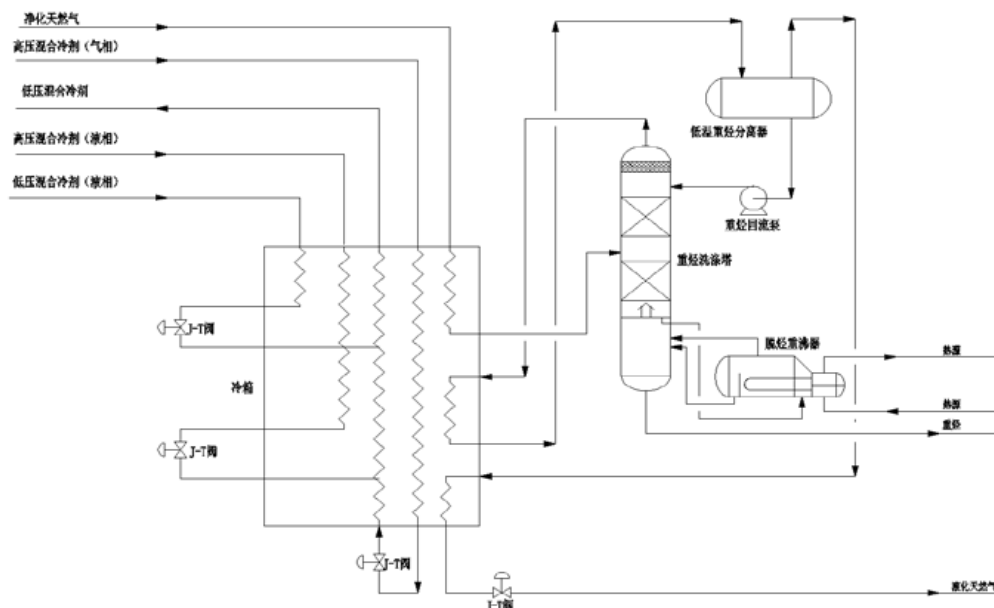 净化天然气
高压混合冷剂（气相）
低压混合冷剂
高压混合冷剂（液相）
低压混合冷剂（液相）
低温重烃分离器
重烃回流泵
重烃洗涤塔
J-T阀
脱烃重沸器
热源
冷箱
热源
重烃
J-T阀
J-T阀
液化天然气
J-T阀